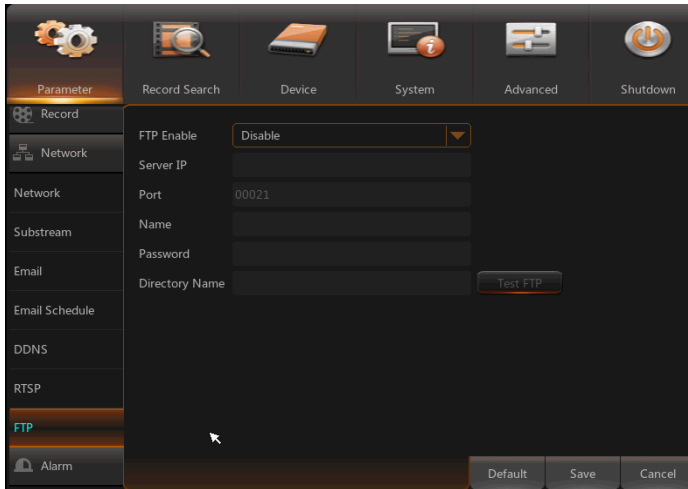 Parameter Record Search Device System Advanced Shutdown
Record
Network
Network
Substream
Email
Email Schedule
DDNS
RTSP
FTP
Alarm
FTP Enable Disable
Server IP
Port 00021
Name
Password
Directory Name Test FTP
Default Save Cancel